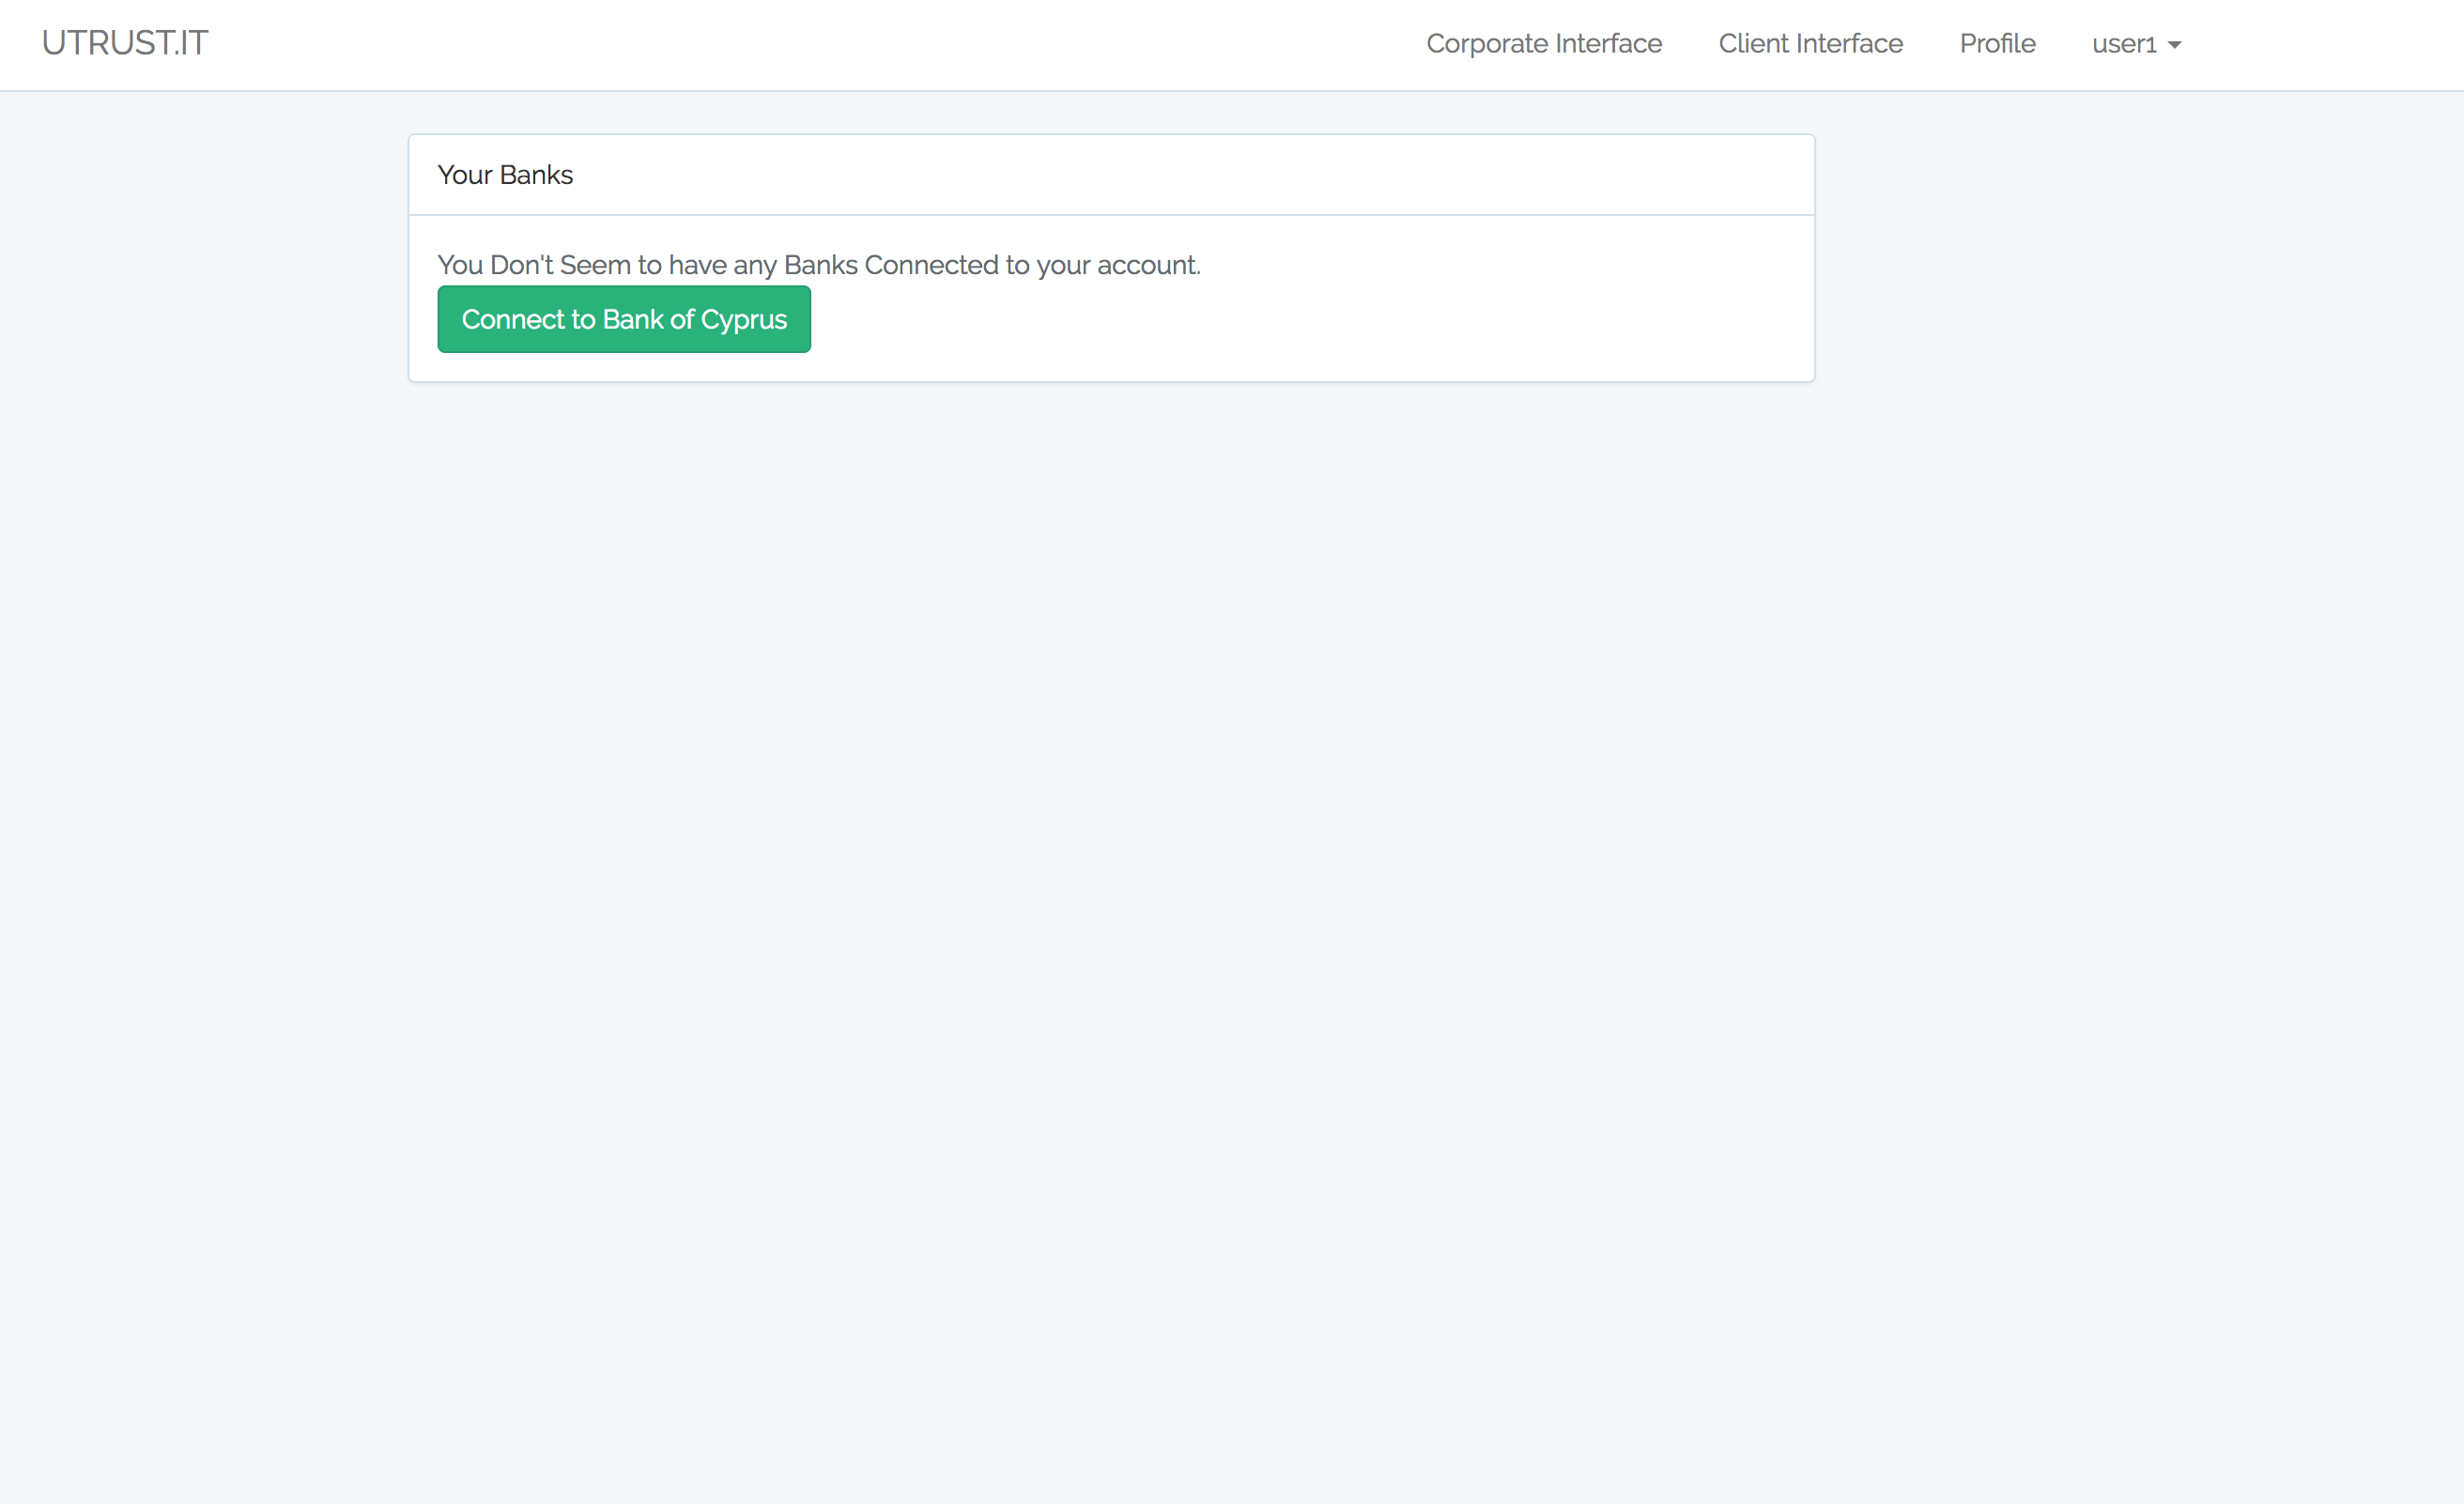 UTRUST.IT
Corporate Interface Client Interface Profile user1
Your Banks
You Don't Seem to have any Banks Connected to your account.
Connect to Bank of Cyprus